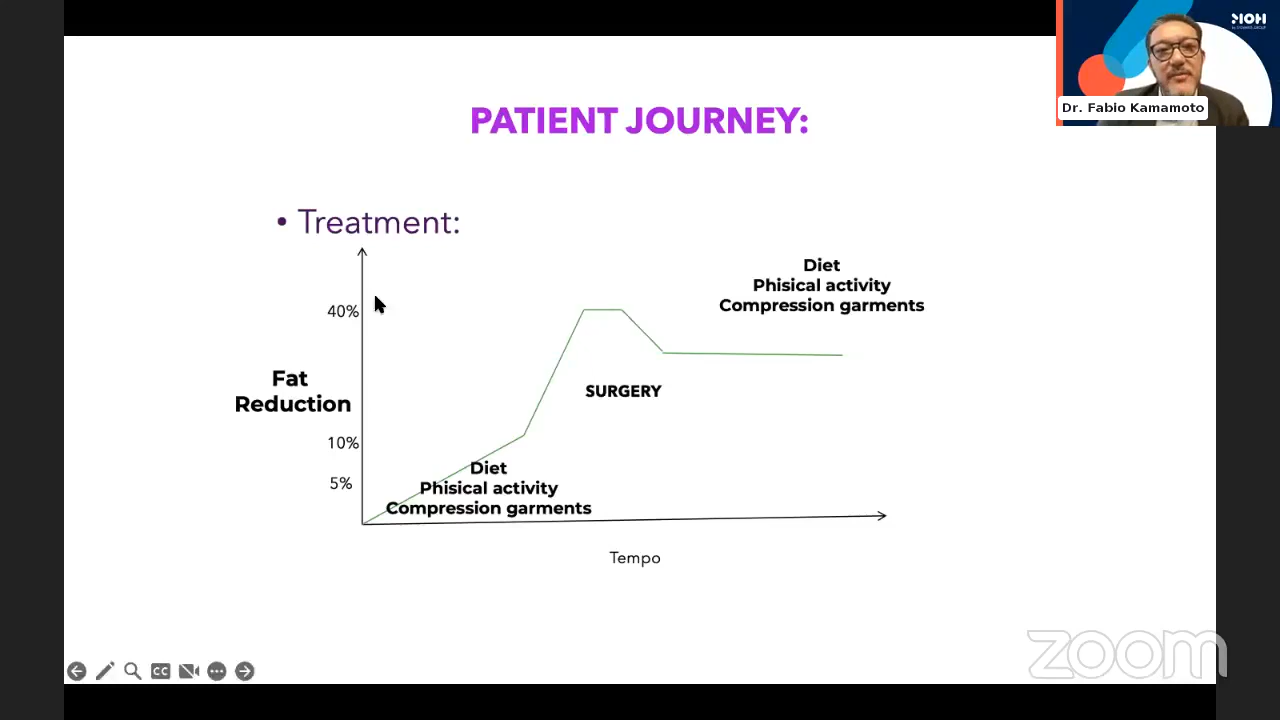 PATIENT JOURNEY:
• Treatment:
Diet
Phisical activity
Compression garments
40%
Fat
Reduction
SURGERY
10%
5%
Diet
Phisical activity
Compression garments
Tempo
Dr. Fabio Kamamoto
CC
zoom